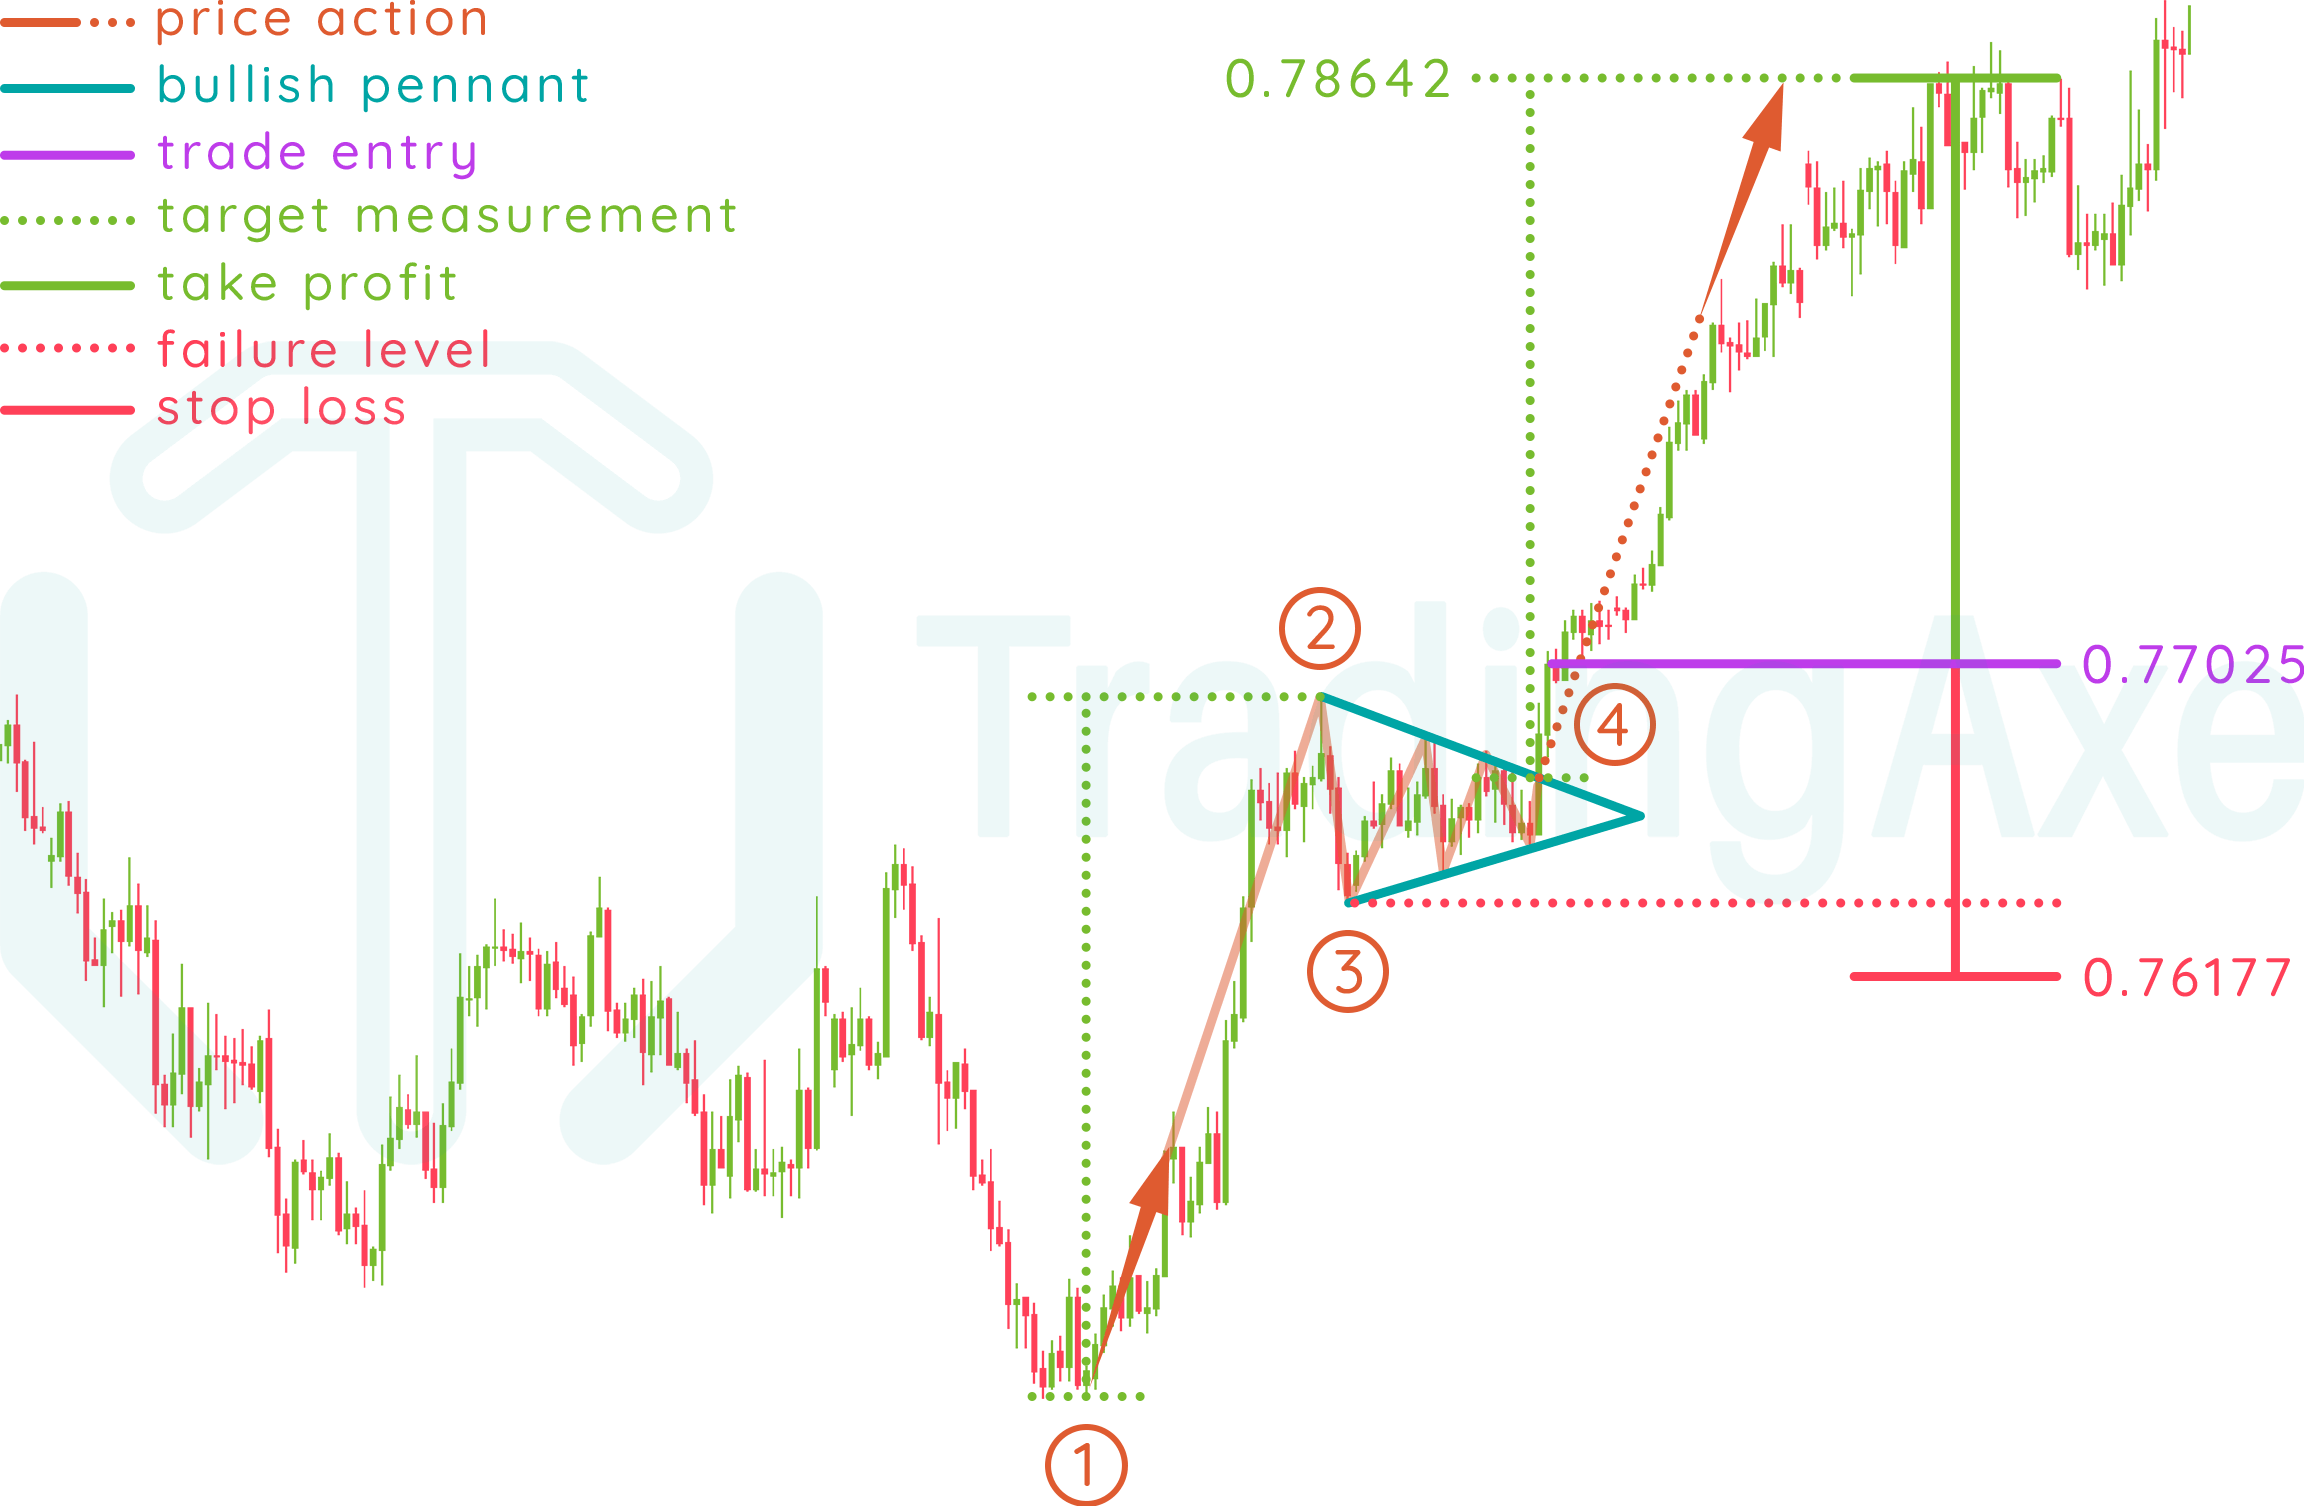 price action
bullish pennant
trade entry
target measurement
take profit
failure level
stop loss
0.78642
2
TradingAxe
0.77025
4
3
0.76177
1